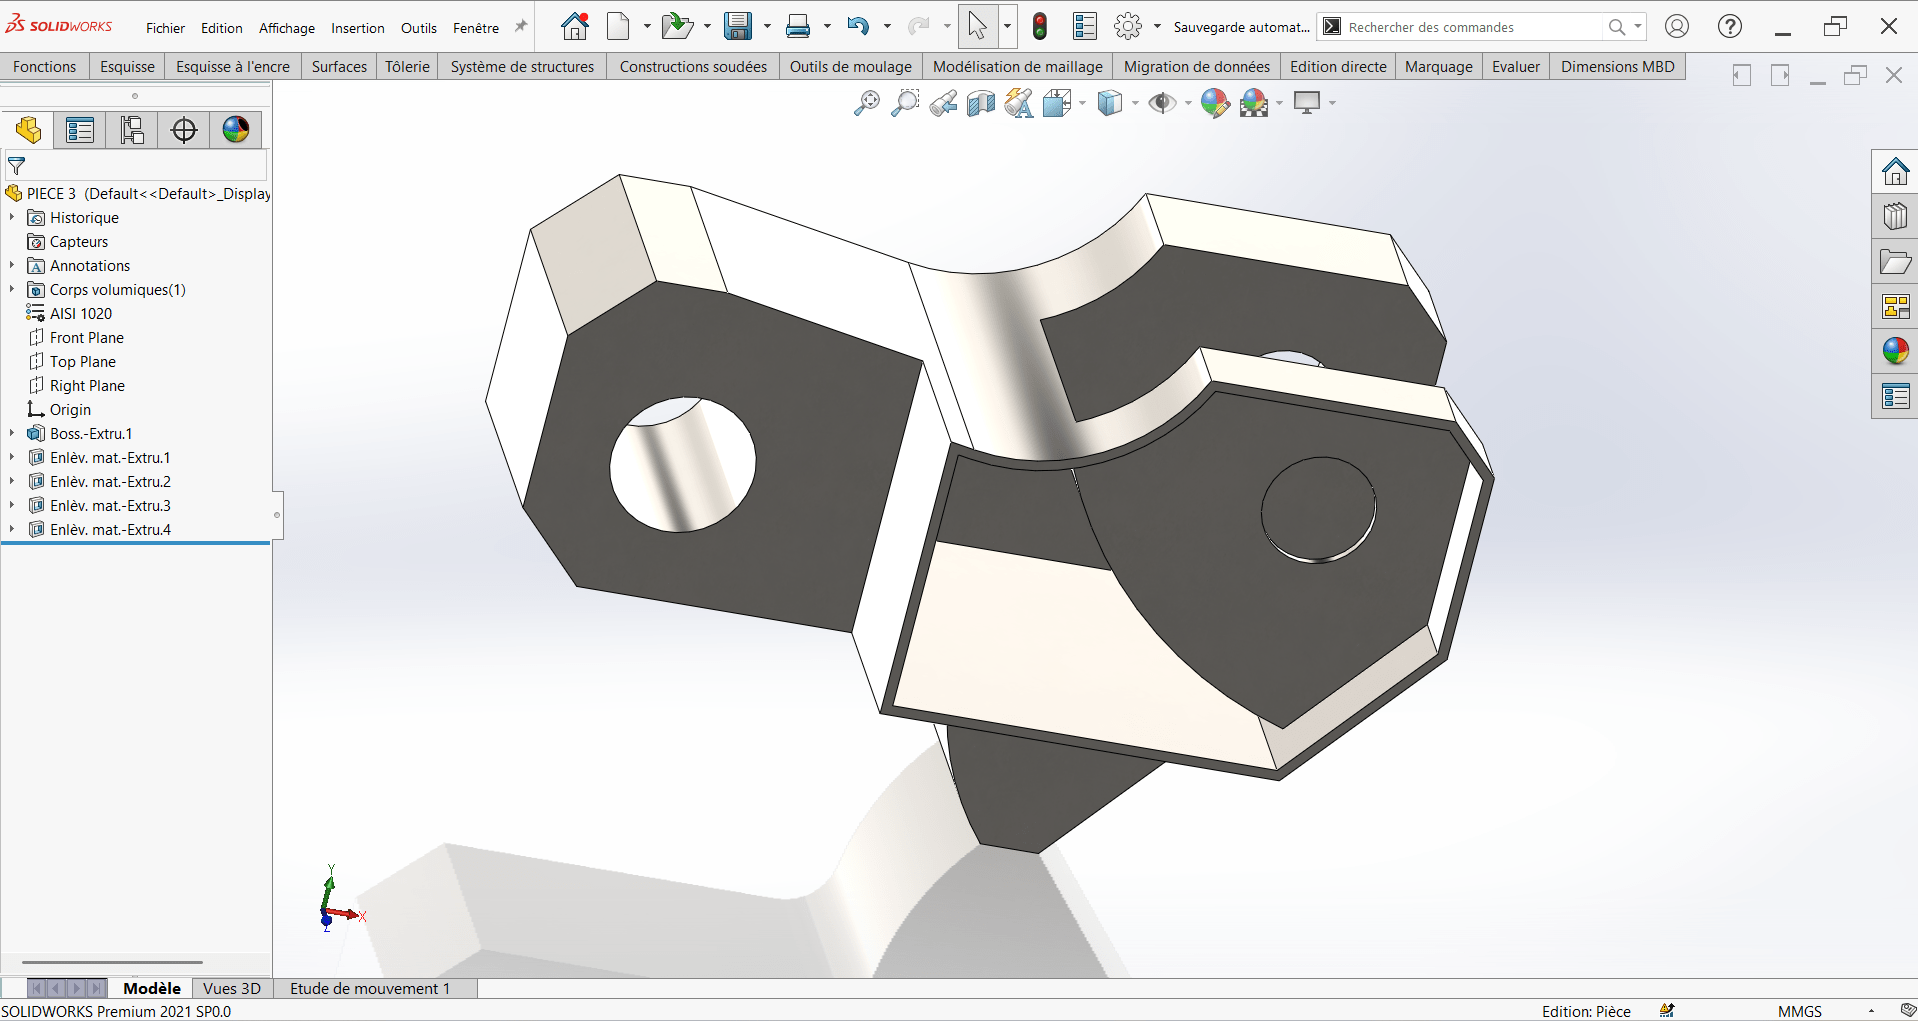 SOLIDWORKS
Fichier Edition Affichage Insertion Outils Fenêtre
Sauvegarde automat...
Rechercher des commandes
Fonctions Esquisse Esquisse à l'encre Surfaces Tôlerie Système de structures Constructions soudées Outils de moulage Modélisation de maillage Migration de données Edition directe Marquage Evaluer Dimensions MBD
PIECE 3 (Default<<Default>_Display
Historique
Capteurs
Annotations
Corps volumiques(1)
AISI 1020
Front Plane
Top Plane
Right Plane
Origin
Boss.-Extru.1
Enlèv. mat.-Extru.1
Enlèv. mat.-Extru.2
Enlèv. mat.-Extru.3
Enlèv. mat.-Extru.4
Y
X
Z
Modèle Vues 3D Etude de mouvement 1
SOLIDWORKS Premium 2021 SP0.0
Edition: Pièce
MMGS